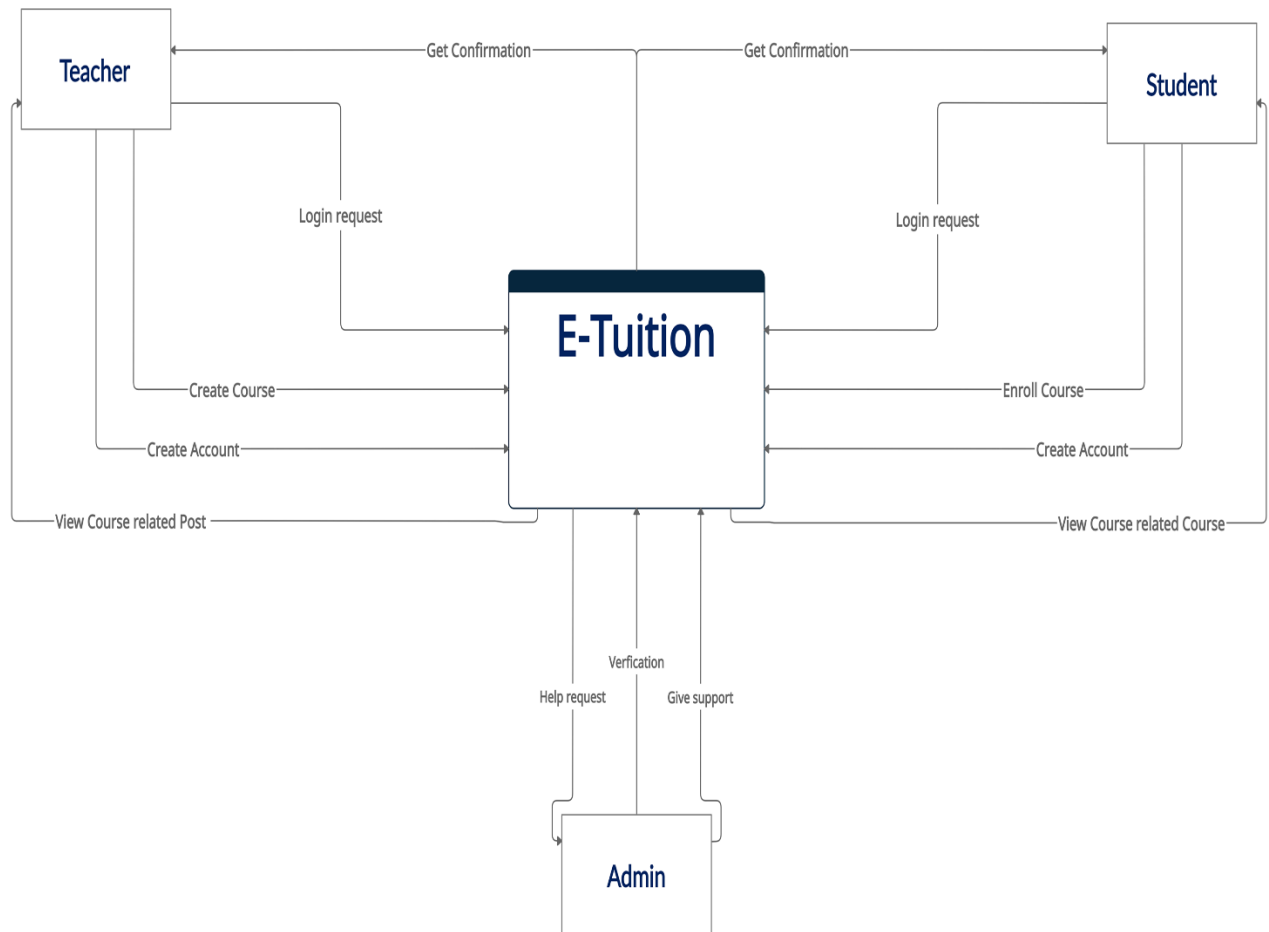 Get Confirmation
Get Confirmation
Teacher
Student
Login request
Login request
E-Tuition
Create Course
Enroll Course
Create Account
Create Account
View Course related Post
View Course related Course
Verfication
Help request
Give support
Admin